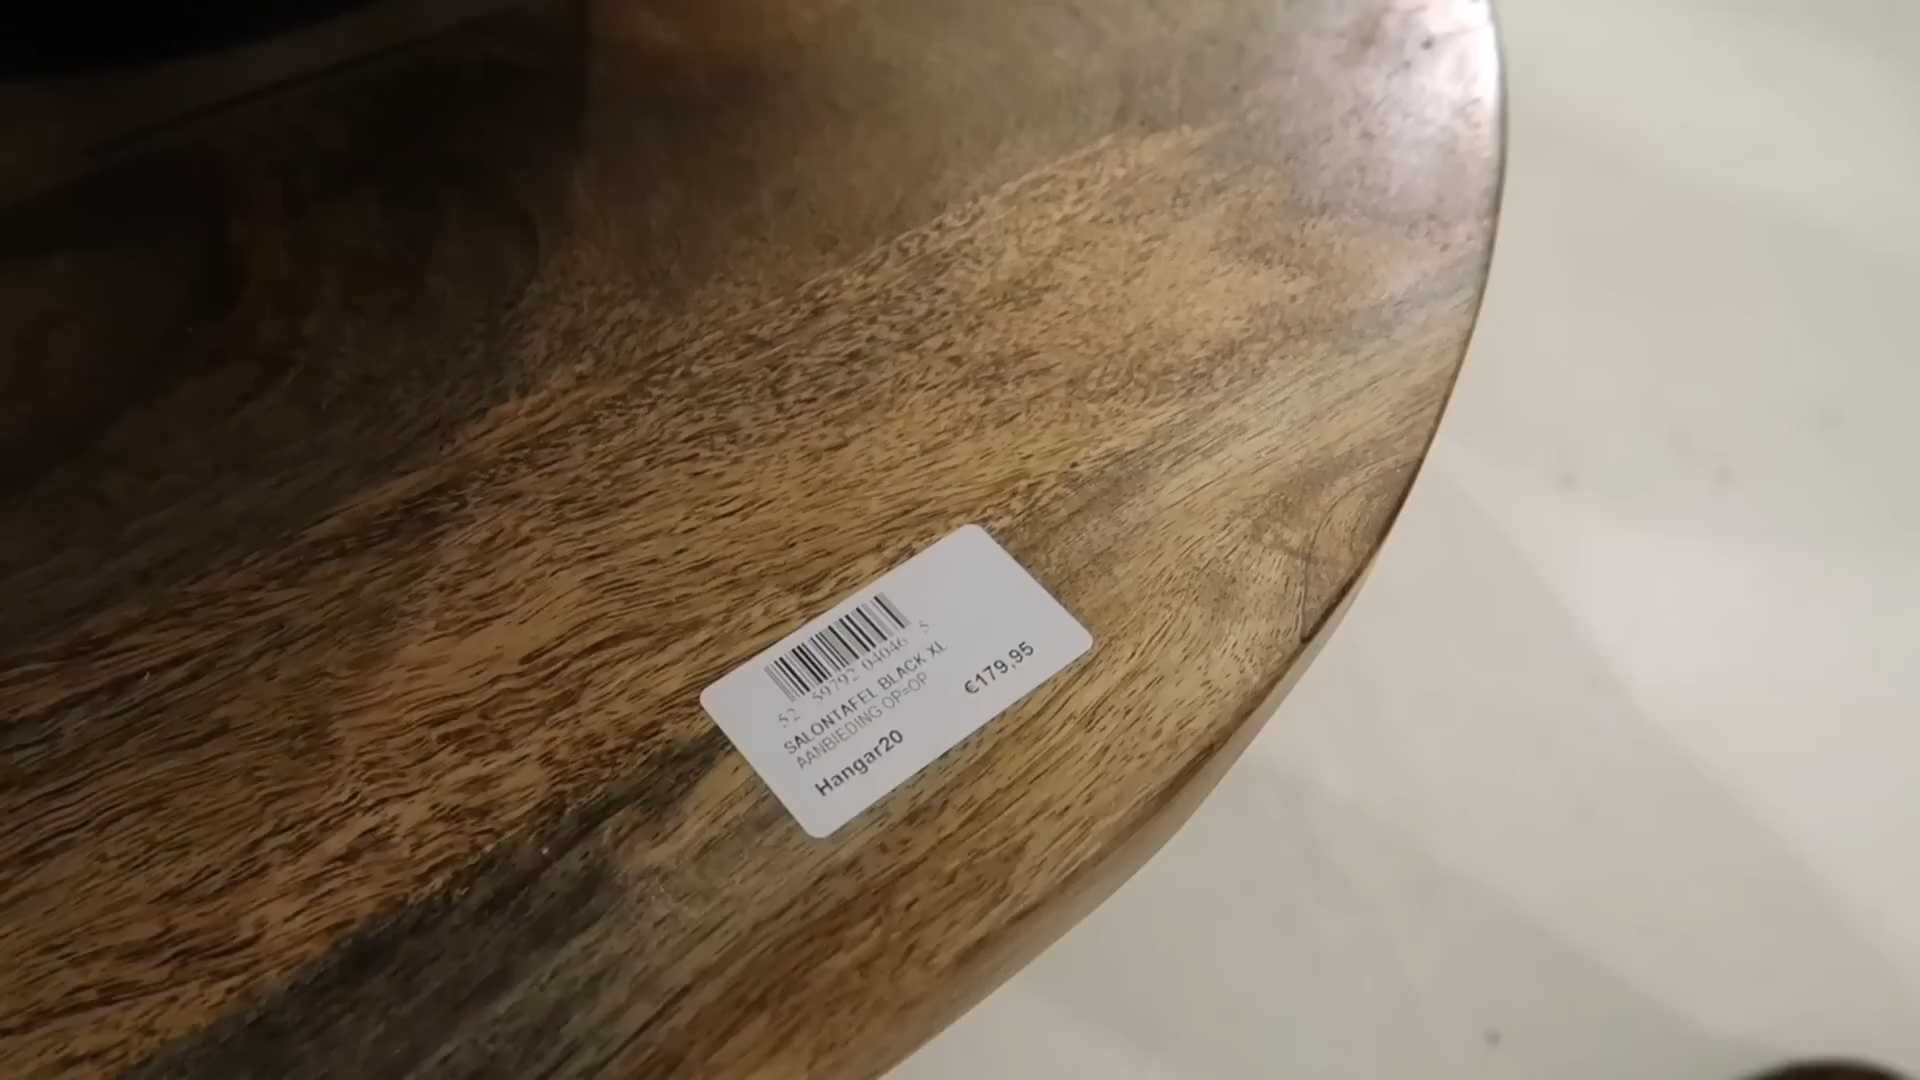 52 59792 04046 5
SALONTAFEL BLACK XL
AANBIEDING OP=OP
€179,95
Hangar20